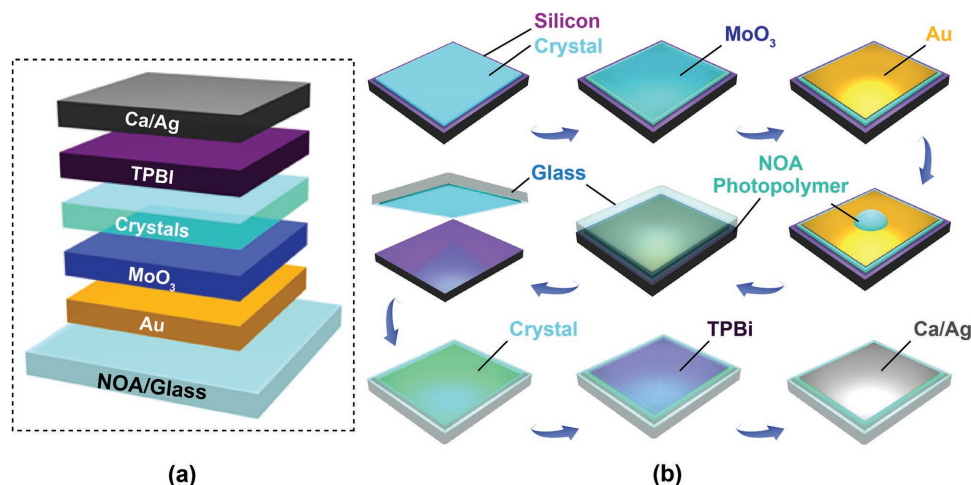 Ca/Ag
TPBI
Crystals
MoO₃
Au
NOA/Glass
(a)
Silicon
Crystal
MoO₃
Au
Glass
NOA
Photopolymer
Crystal
TPBi
Ca/Ag
(b)